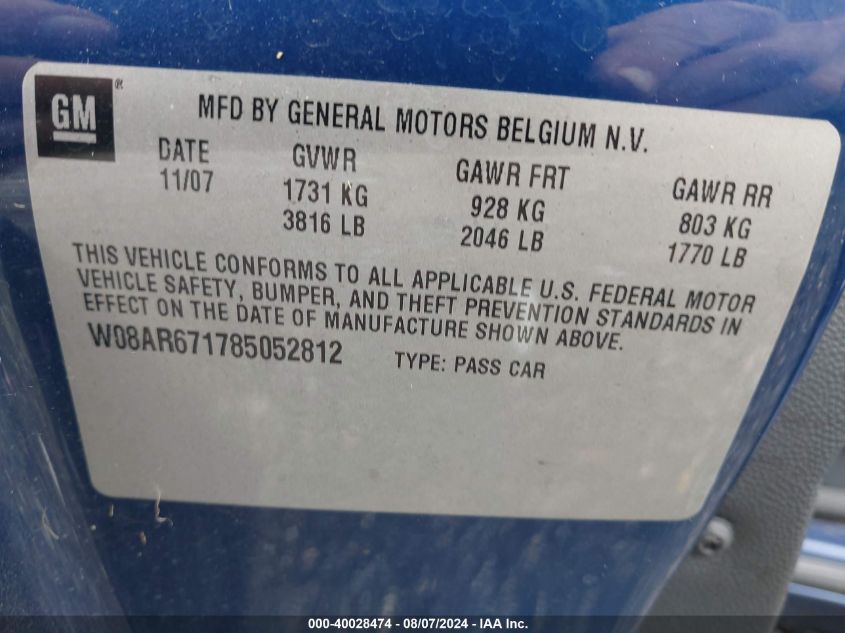 GM ®
MFD BY GENERAL MOTORS BELGIUM N.V.
DATE GVWR GAWR FRT GAWR RR
11/07 1731 KG 928 KG 803 KG
3816 LB 2046 LB 1770 LB
THIS VEHICLE CONFORMS TO ALL APPLICABLE U.S. FEDERAL MOTOR
VEHICLE SAFETY, BUMPER, AND THEFT PREVENTION STANDARDS IN
EFFECT ON THE DATE OF MANUFACTURE SHOWN ABOVE.
W08AR671785052812 TYPE: PASS CAR
000-40028474 - 08/07/2024 - IAA Inc.